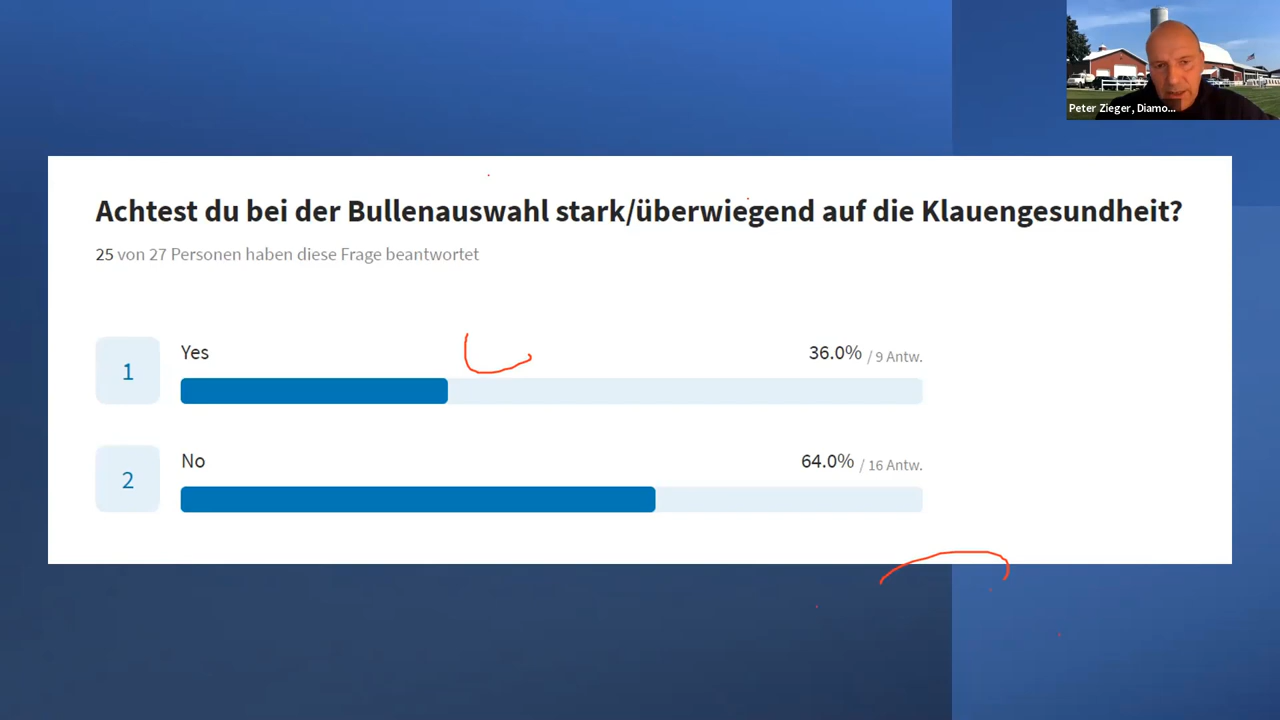 Peter Zieger, Diamo...
Achtest du bei der Bullenauswahl stark/überwiegend auf die Klauengesundheit?
25 von 27 Personen haben diese Frage beantwortet
1
Yes
36.0% / 9 Antw.
2
No
64.0% / 16 Antw.